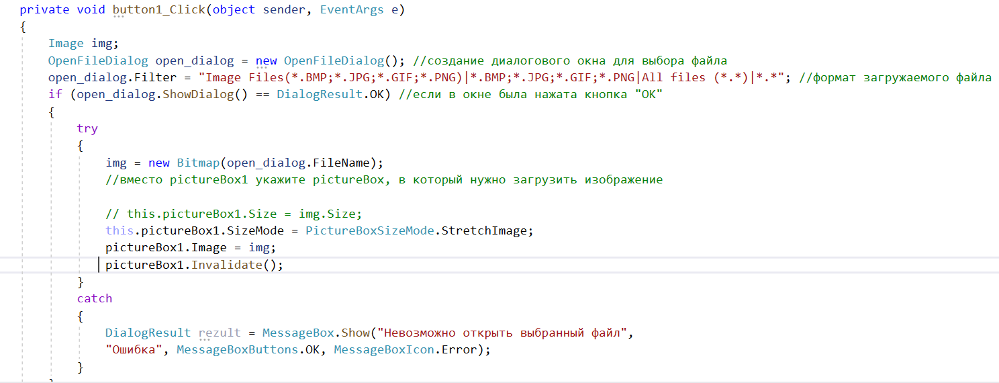 private void button1_Click(object sender, EventArgs e)
{
Image img;
OpenFileDialog open_dialog = new OpenFileDialog(); //создание диалогового окна для выбора файла
open_dialog.Filter = "Image Files(*.BMP;*.JPG;*.GIF;*.PNG)|*.BMP;*.JPG;*.GIF;*.PNG|All files (*.*)|*.*"; //формат загружаемого файла
if (open_dialog.ShowDialog() == DialogResult.OK) //если в окне была нажата кнопка "ОК"
{
try
{
img = new Bitmap(open_dialog.FileName);
//вместо pictureBox1 укажите pictureBox, в который нужно загрузить изображение
// this.pictureBox1.Size = img.Size;
this.pictureBox1.SizeMode = PictureBoxSizeMode.StretchImage;
pictureBox1.Image = img;
pictureBox1.Invalidate();
}
catch
{
DialogResult rezult = MessageBox.Show("Невозможно открыть выбранный файл",
"Ошибка", MessageBoxButtons.OK, MessageBoxIcon.Error);
}